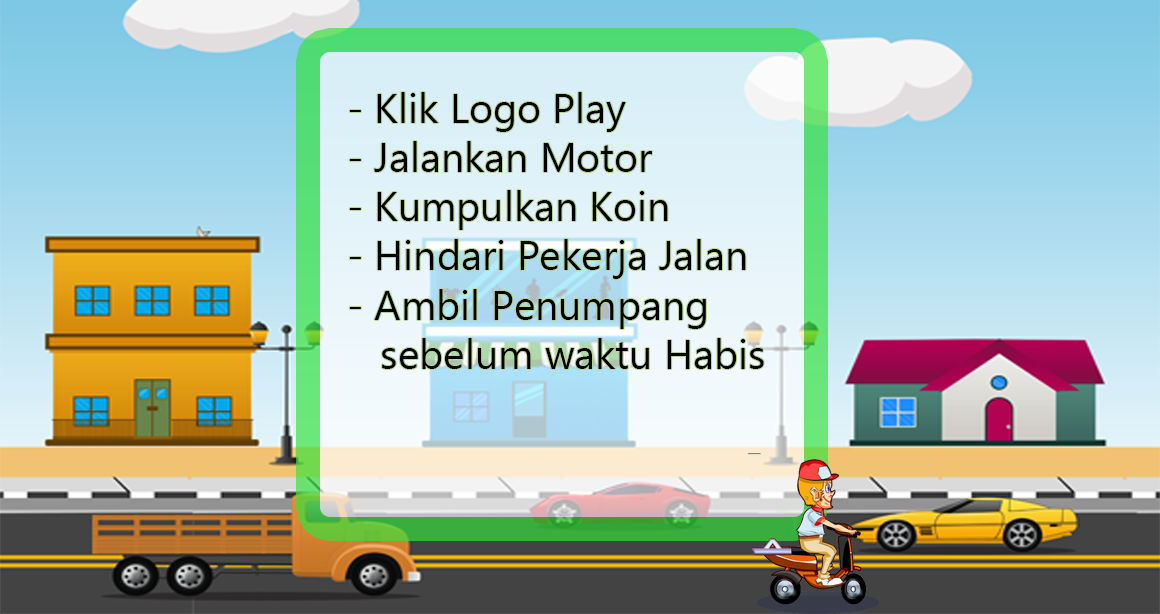 - Klik Logo Play
- Jalankan Motor
- Kumpulkan Koin
- Hindari Pekerja Jalan
- Ambil Penumpang
sebelum waktu Habis